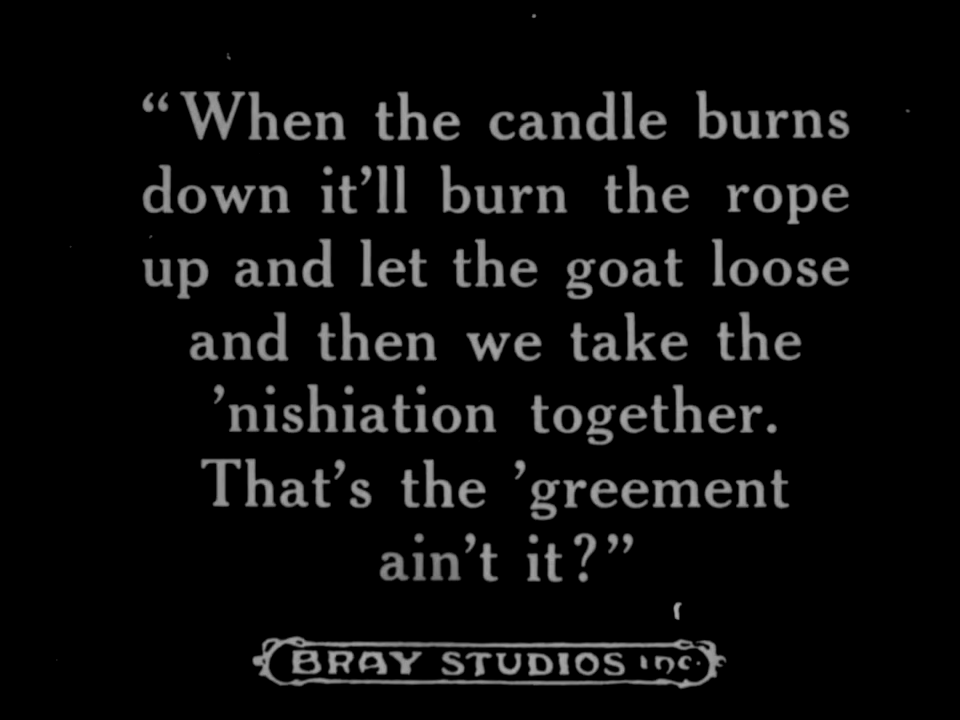 “When the candle burns
down it’ll burn the rope
up and let the goat loose
and then we take the
’nishiation together.
That’s the ’greement
ain’t it?”
BRAY STUDIOS INC.